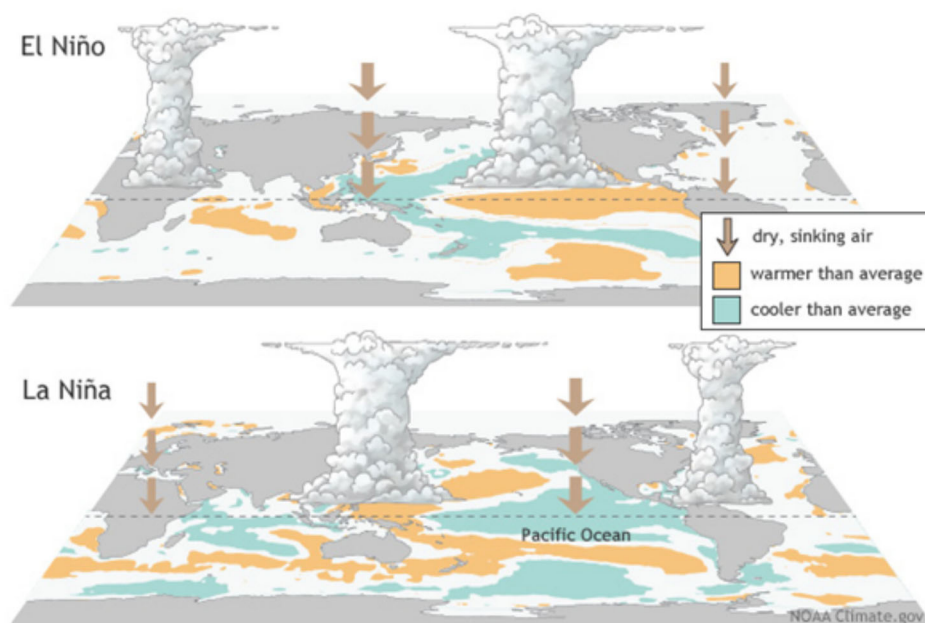 El Niño
dry, sinking air
warmer than average
cooler than average
La Niña
Pacific Ocean
NOAA Climate.gov